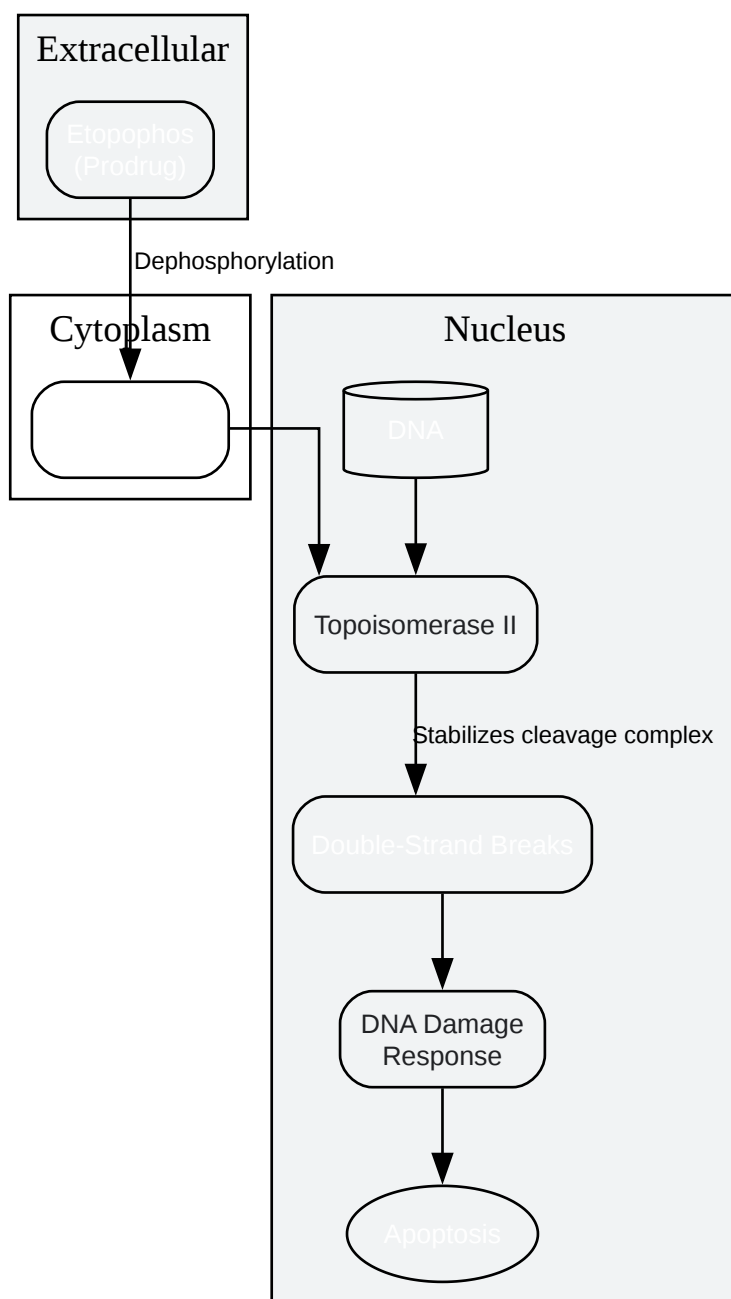 Extracellular
Etopophos
(Prodrug)
Dephosphorylation
Cytoplasm
Nucleus
DNA
Topoisomerase II
Stabilizes cleavage complex
Double-Strand Breaks
DNA Damage
Response
Apoptosis